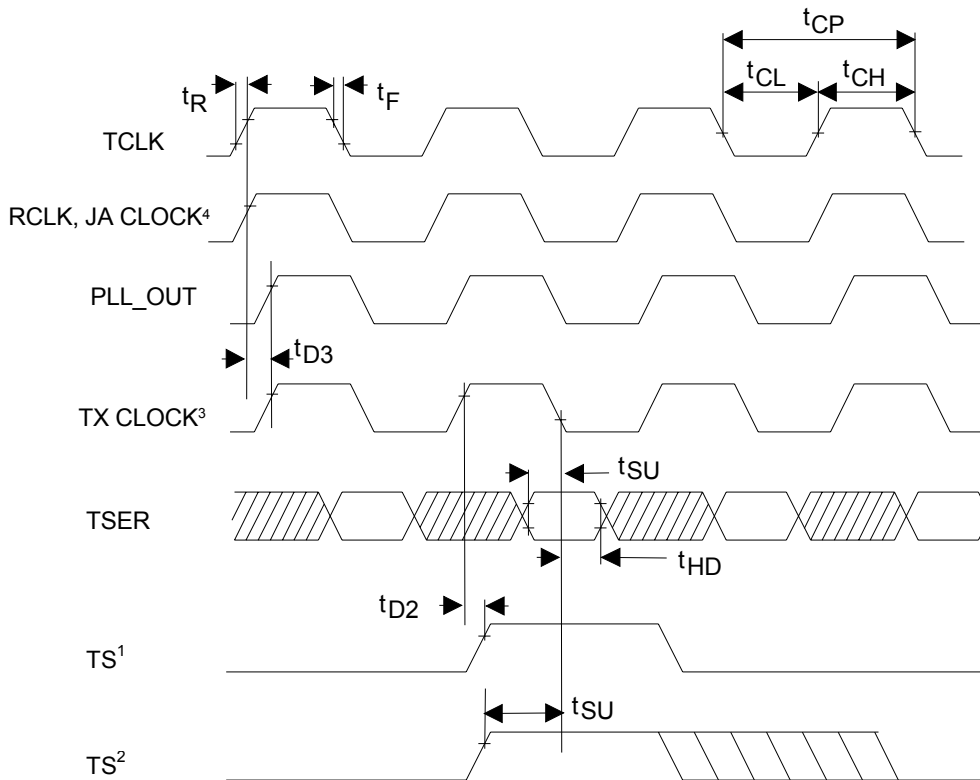 tCP
tCL
tCH
tR
tF
TCLK
RCLK, JA CLOCK⁴
PLL_OUT
tD3
TX CLOCK³
tSU
TSER
tHD
tD2
TS¹
tSU
TS²